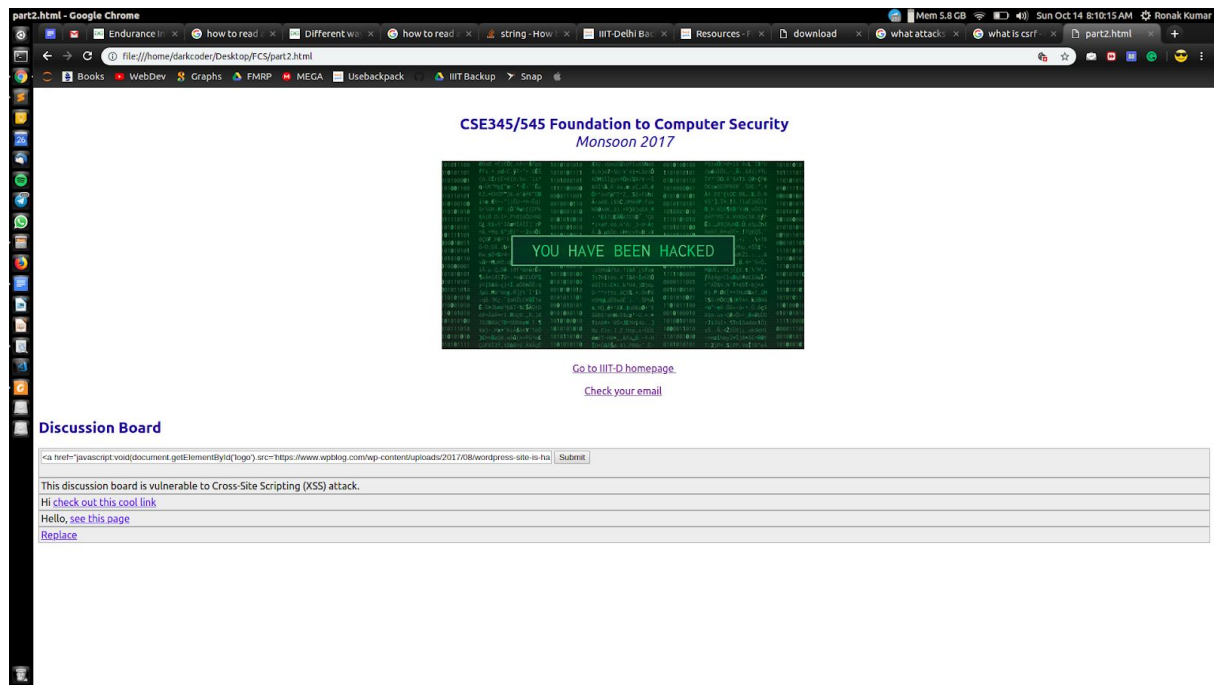 part2.html - Google Chrome
Mem 5.8 GB
Sun Oct 14 8:10:15 AM
Ronak Kumar
Endurance In
how to read a
Different way
how to read a
string - How t
IIIT-Delhi Bac
Resources - F
download
what attacks
what is csrf -
part2.html
file:///home/darkcoder/Desktop/FCS/part2.html
Books
WebDev
Graphs
FMRP
MEGA
Usebackpack
IIIT Backup
Snap
CSE345/545 Foundation to Computer Security
Monsoon 2017
YOU HAVE BEEN HACKED
Go to IIIT-D homepage
Check your email
Discussion Board
<a href="javascript:void(document.getElementById('logo').src='https://www.wpblog.com/wp-content/uploads/2017/08/wordpress-site-is-ha
Submit
This discussion board is vulnerable to Cross-Site Scripting (XSS) attack.
Hi check out this cool link
Hello, see this page
Replace